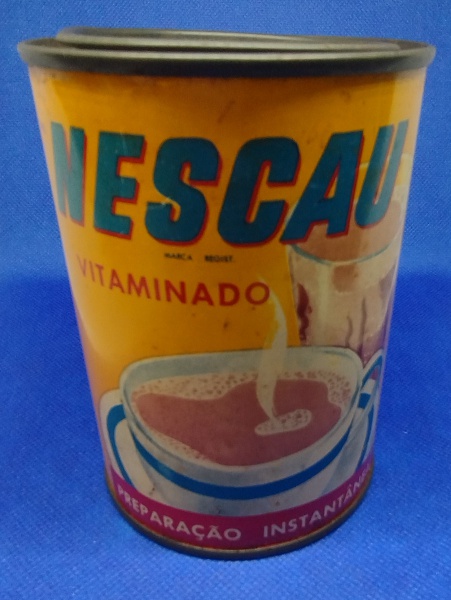 NESCAU
MARCA REGIST.
VITAMINADO
PREPARAÇÃO INSTANTÂNEA